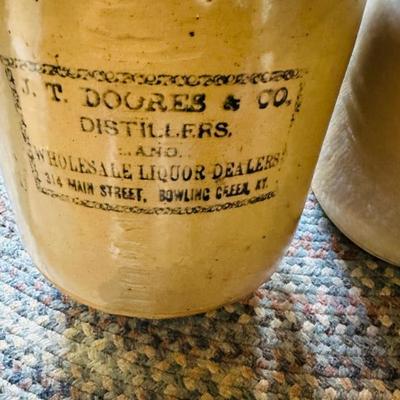 J. T. DOORES & CO.
DISTILLERS,
AND
WHOLESALE LIQUOR DEALERS
314 MAIN STREET, BOWLING GREEN, KY.